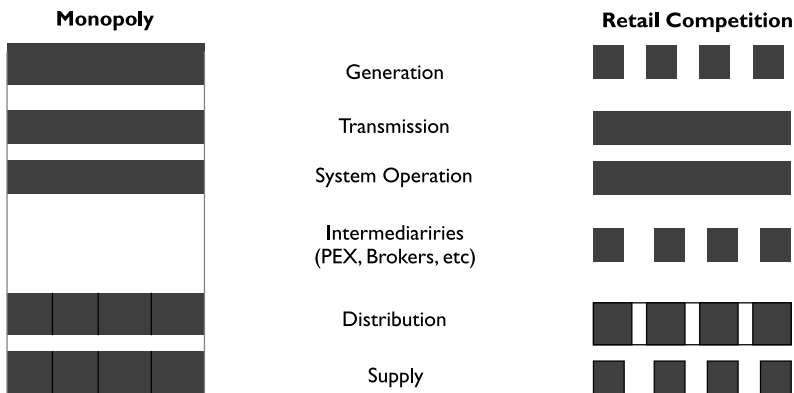 Monopoly
Retail Competition
Generation
Transmission
System Operation
Intermediariries
(PEX, Brokers, etc)
Distribution
Supply